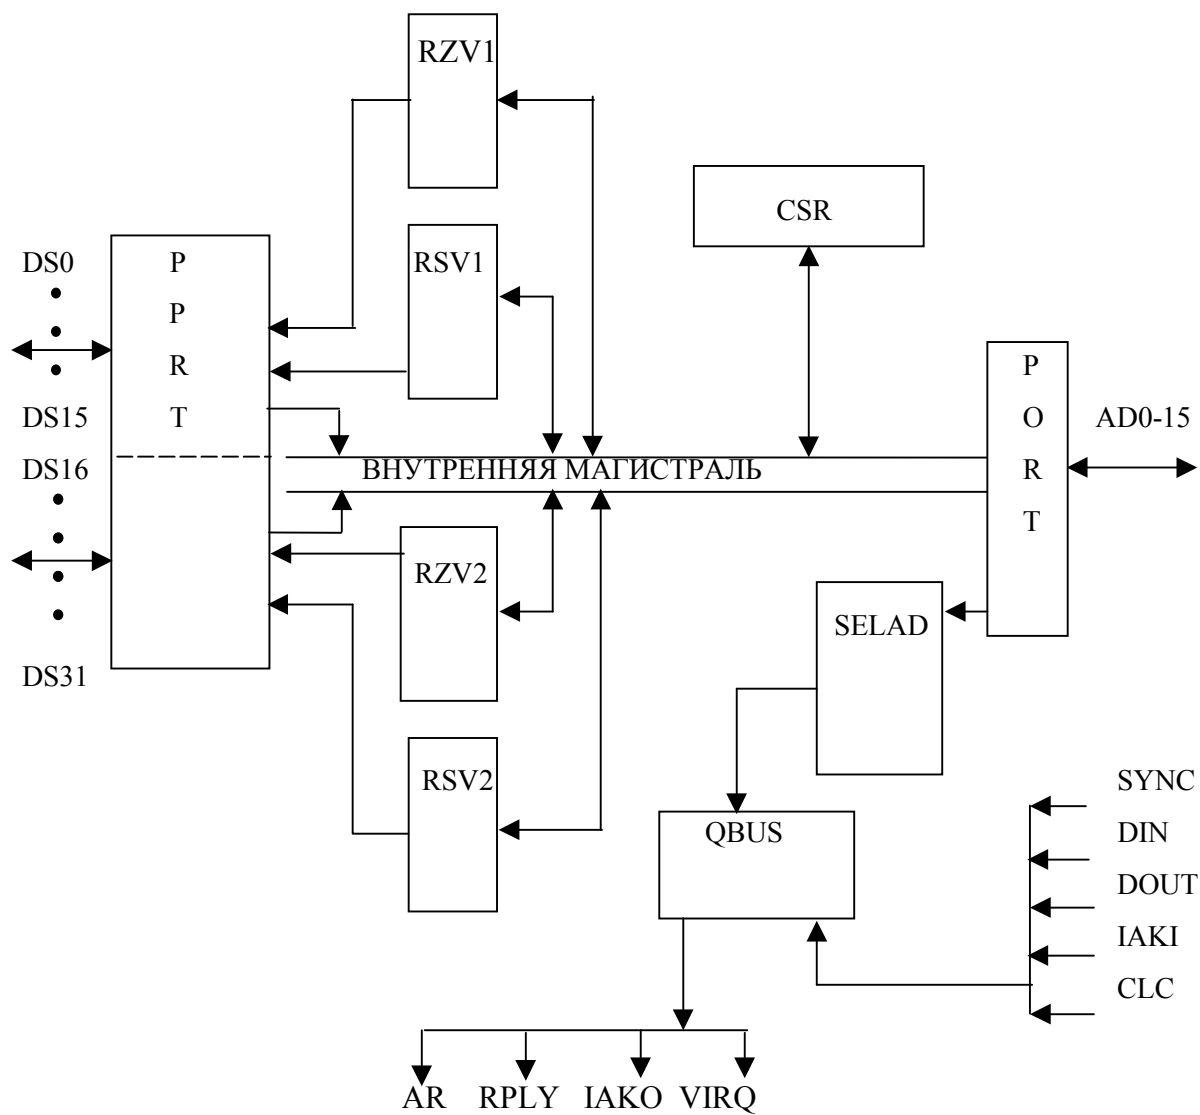 RZV1
CSR
DS0
P
P
R
T
RSV1
DS15
P
O
R
T
AD0-15
DS16
ВНУТРЕННЯЯ МАГИСТРАЛЬ
RZV2
SELAD
DS31
RSV2
QBUS
SYNC
DIN
DOUT
IAKI
CLC
AR RPLY IAKO VIRQ